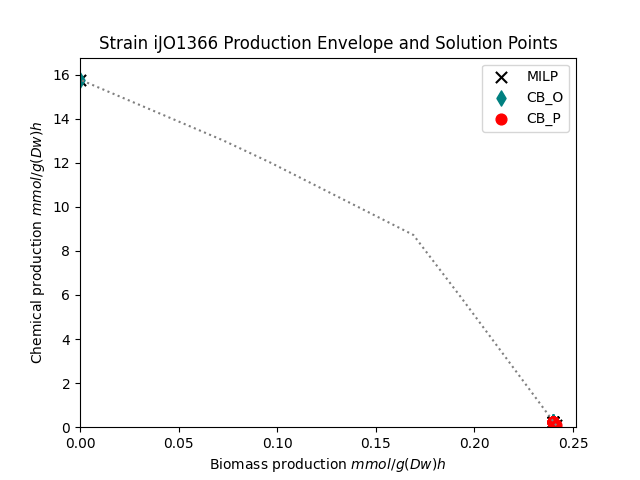 Strain iJO1366 Production Envelope and Solution Points
MILP
CB_O
CB_P
Chemical production mmol/g(Dw)h
16
14
12
10
8
6
4
2
0
0.00 0.05 0.10 0.15 0.20 0.25
Biomass production mmol/g(Dw)h